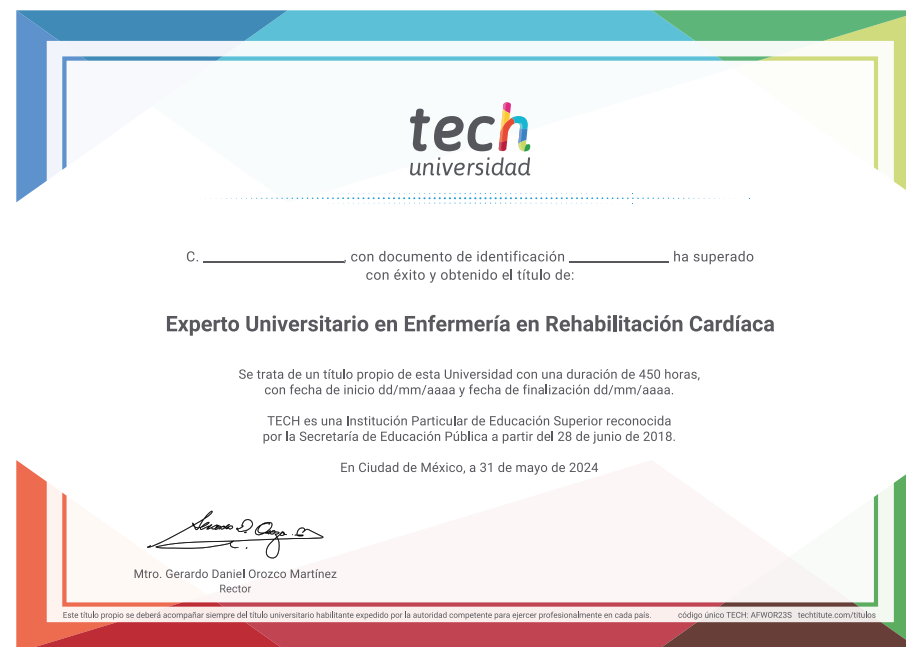 tech
universidad
C. ____________, con documento de identificación ____________ ha superado
con éxito y obtenido el título de:
Experto Universitario en Enfermería en Rehabilitación Cardíaca
Se trata de un título propio de esta Universidad con una duración de 450 horas,
con fecha de inicio dd/mm/aaaa y fecha de finalización dd/mm/aaaa.
TECH es una Institución Particular de Educación Superior reconocida
por la Secretaría de Educación Pública a partir del 28 de junio de 2018.
En Ciudad de México, a 31 de mayo de 2024
Mtro. Gerardo Daniel Orozco Martínez
Rector
Este título propio se deberá acompañar siempre del título universitario habilitante expedido por la autoridad competente para ejercer profesionalmente en cada país. código único TECH: AFWOR23S techtitute.com/titulos